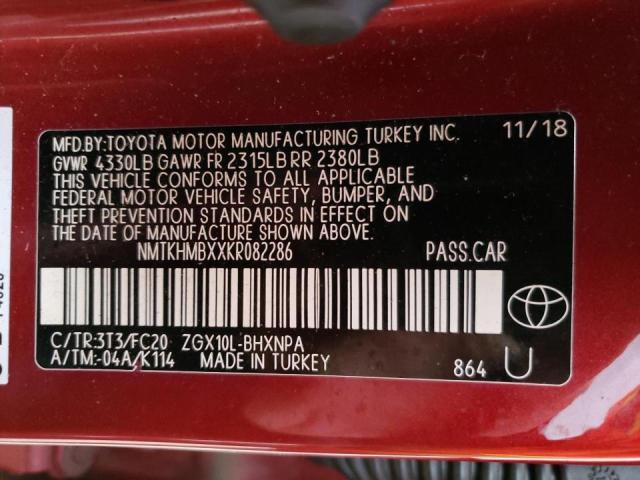 MFD.BY:TOYOTA MOTOR MANUFACTURING TURKEY INC. 11/18
GVWR 4330LB GAWR FR 2315LB RR 2380LB
THIS VEHICLE CONFORMS TO ALL APPLICABLE
FEDERAL MOTOR VEHICLE SAFETY, BUMPER, AND
THEFT PREVENTION STANDARDS IN EFFECT ON
THE DATE OF MANUFACTURE SHOWN ABOVE.
NMTKHMBXXKR082286 PASS.CAR
C/TR:3T3/FC20 ZGX10L-BHXNPA
A/TM:-04A/K114 MADE IN TURKEY 864 U